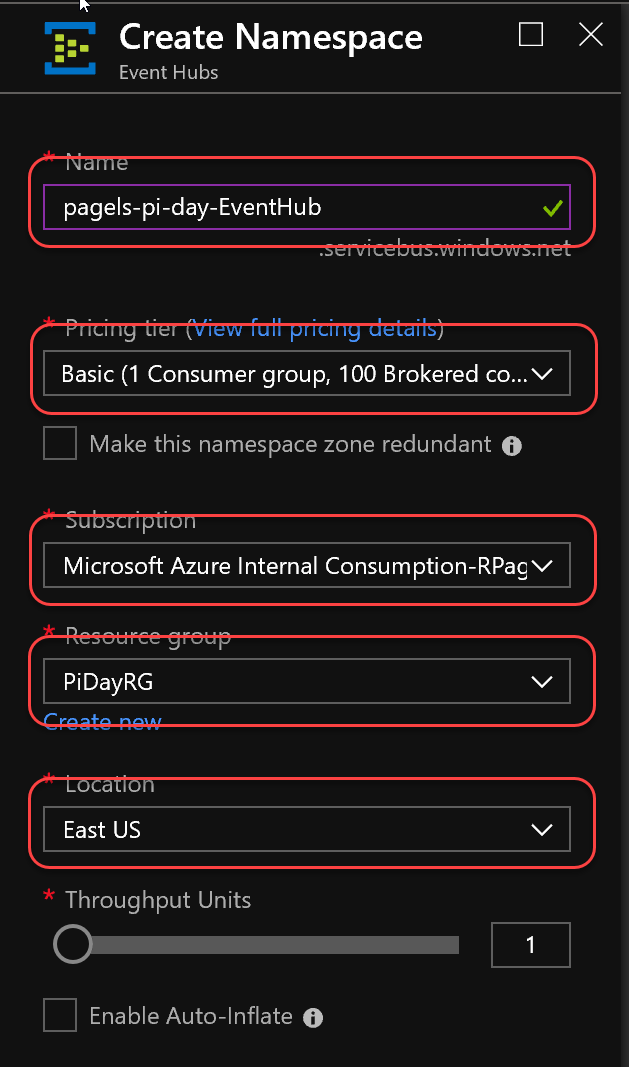 Create Namespace
Event Hubs
* Name
pagels-pi-day-EventHub
.servicebus.windows.net
* Pricing tier (View full pricing details)
Basic (1 Consumer group, 100 Brokered co...
Make this namespace zone redundant
* Subscription
Microsoft Azure Internal Consumption-RPag
* Resource group
PiDayRG
Create new
* Location
East US
* Throughput Units
1
Enable Auto-Inflate